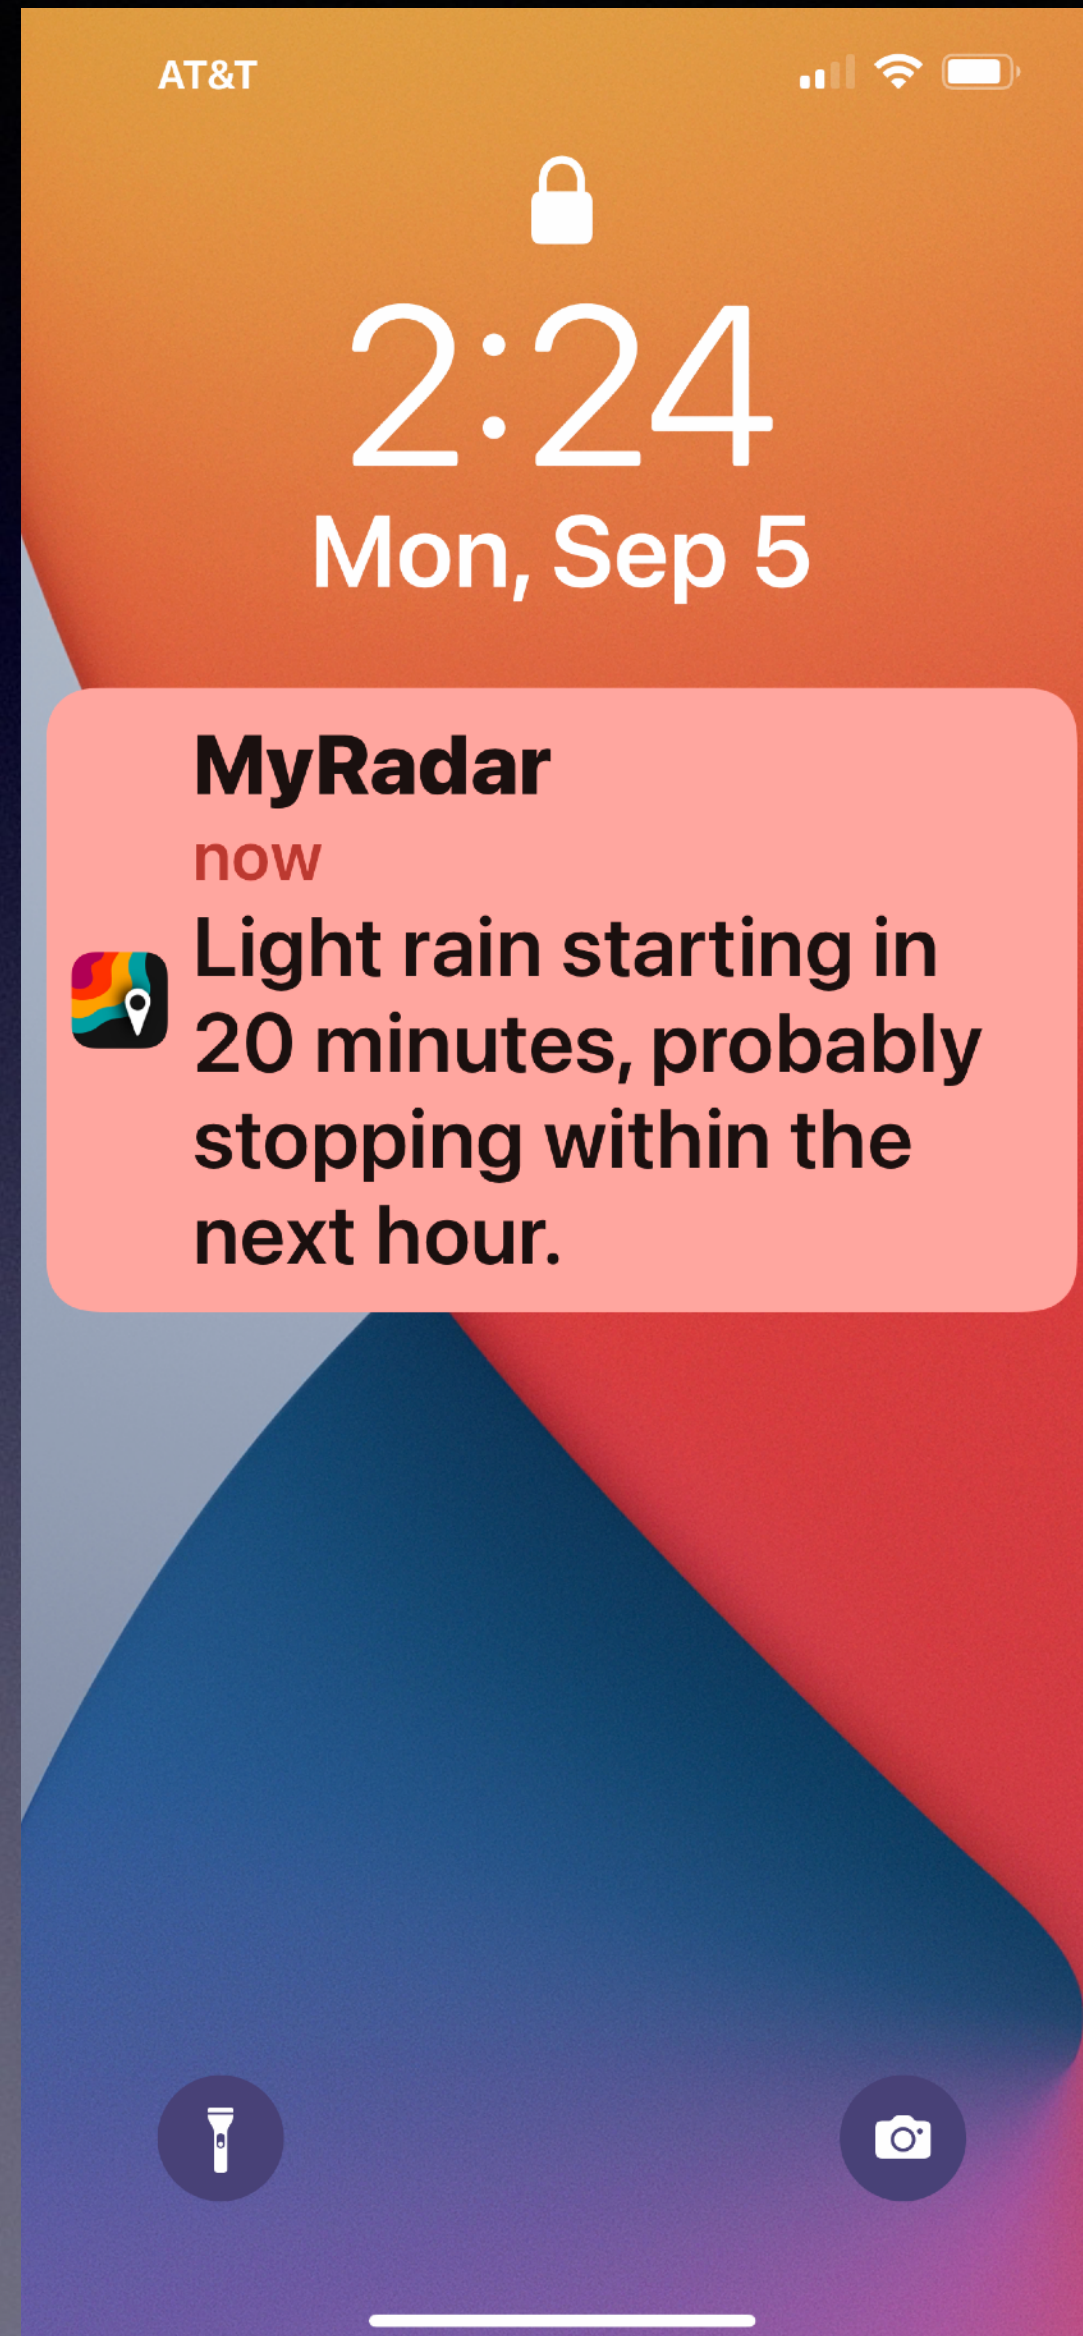 AT&T
2:24
Mon, Sep 5
MyRadar
now
Light rain starting in
20 minutes, probably
stopping within the
next hour.